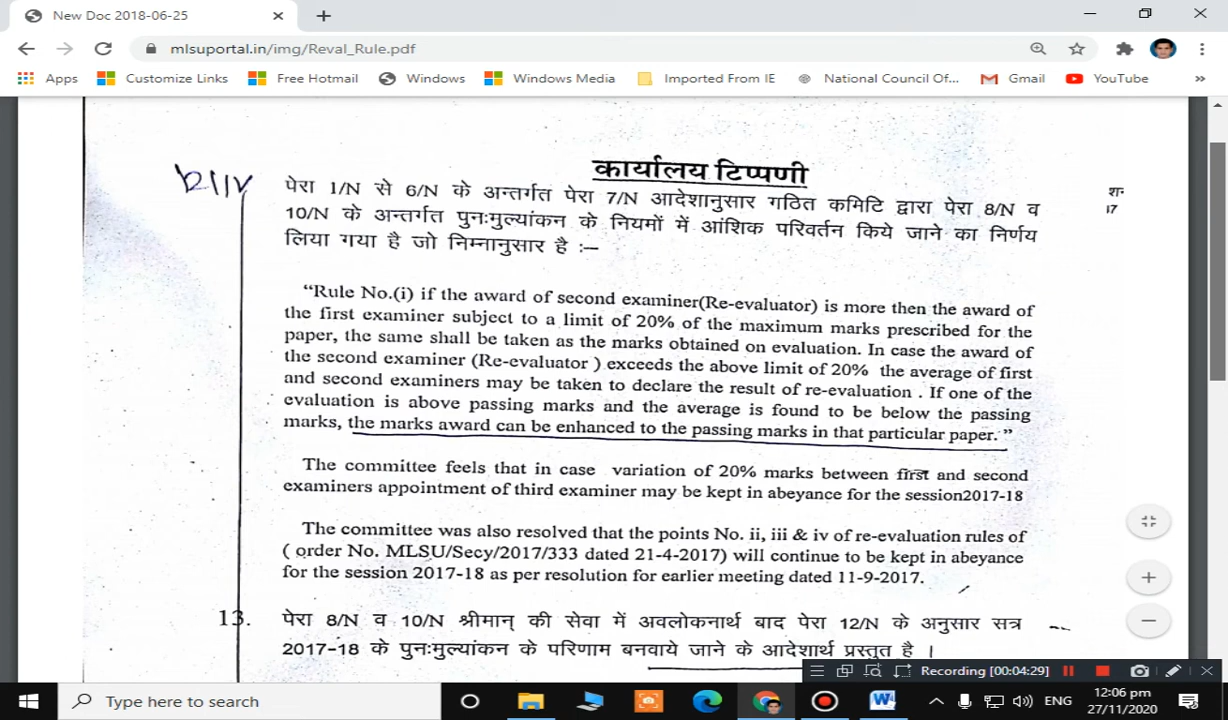 New Doc 2018-06-25
mlsuportal.in/img/Reval_Rule.pdf
Apps Customize Links Free Hotmail Windows Windows Media Imported From IE National Council Of... Gmail YouTube »
कार्यालय टिप्पणी
पेरा 1/N से 6/N के अन्तर्गत पेरा 7/N आदेशानुसार गठित कमिटि द्वारा पेरा 8/N व
10/N के अन्तर्गत पुनःमुल्यांकन के नियमों में आंशिक परिवर्तन किये जाने का निर्णय
लिया गया है जो निम्नानुसार है :–
"Rule No.(i) if the award of second examiner(Re-evaluator) is more then the award of
the first examiner subject to a limit of 20% of the maximum marks prescribed for the
paper, the same shall be taken as the marks obtained on evaluation. In case the award of
the second examiner (Re-evaluator ) exceeds the above limit of 20% the average of first
and second examiners may be taken to declare the result of re-evaluation . If one of the
evaluation is above passing marks and the average is found to be below the passing
marks, the marks award can be enhanced to the passing marks in that particular paper."
The committee feels that in case variation of 20% marks between first and second
examiners appointment of third examiner may be kept in abeyance for the session2017-18
The committee was also resolved that the points No. ii, iii & iv of re-evaluation rules of
( order No. MLSU/Secy/2017/333 dated 21-4-2017) will continue to be kept in abeyance
for the session 2017-18 as per resolution for earlier meeting dated 11-9-2017.
13. पेरा 8/N व 10/N श्रीमान् की सेवा में अवलोकनार्थ बाद पेरा 12/N के अनुसार सत्र
2017-18 के पुनःमुल्यांकन के परिणाम बनवाये जाने के आदेशार्थ प्रस्तुत है ।
Recording [00:04:29]
Type here to search
ENG
12:06 pm
27/11/2020